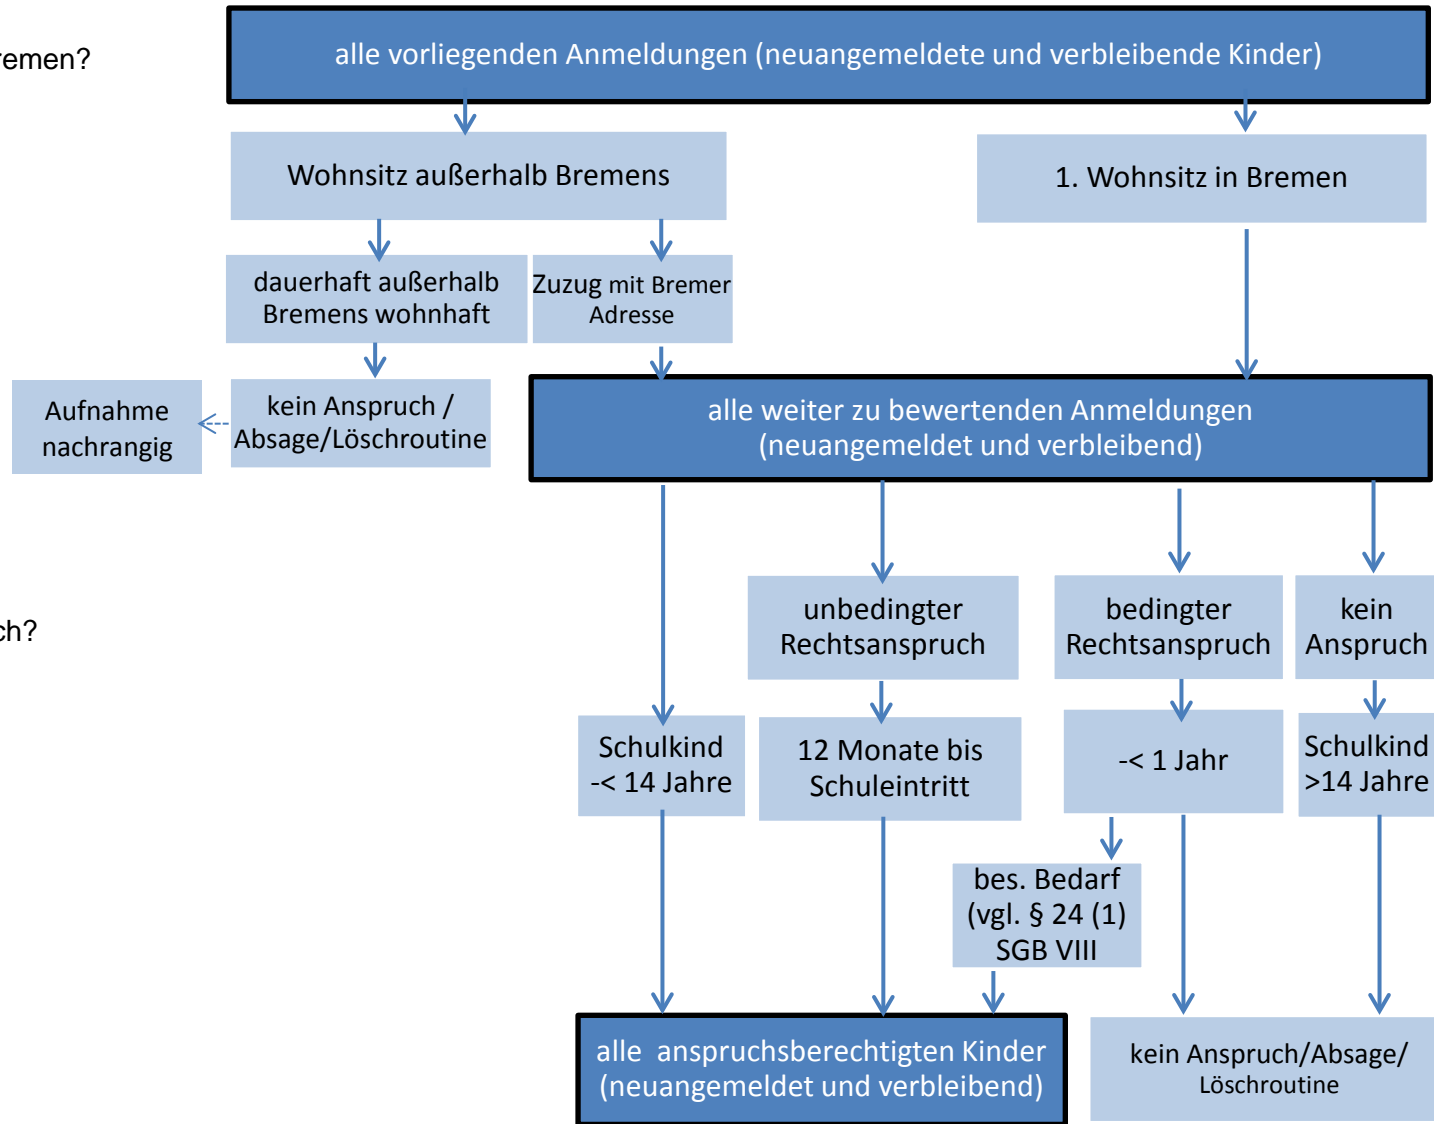 remen?
alle vorliegenden Anmeldungen (neuangemeldete und verbleibende Kinder)
Wohnsitz außerhalb Bremens
1. Wohnsitz in Bremen
dauerhaft außerhalb
Bremens wohnhaft
Zuzug mit Bremer
Adresse
Aufnahme
nachrangig
kein Anspruch /
Absage/Löschroutine
alle weiter zu bewertenden Anmeldungen
(neuangemeldet und verbleibend)
ch?
unbedingter
Rechtsanspruch
bedingter
Rechtsanspruch
kein
Anspruch
Schulkind
-< 14 Jahre
12 Monate bis
Schuleintritt
-< 1 Jahr
Schulkind
>14 Jahre
bes. Bedarf
(vgl. § 24 (1)
SGB VIII
alle anspruchsberechtigten Kinder
(neuangemeldet und verbleibend)
kein Anspruch/Absage/
Löschroutine